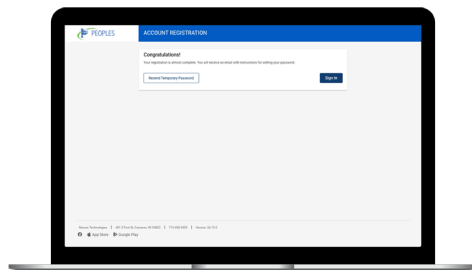 PEOPLES
ACCOUNT REGISTRATION
Congratulations!
Your registration is almost complete. You will receive an email with instructions for setting your password.
Resend Temporary Password
Sign In
App Store
Google Play